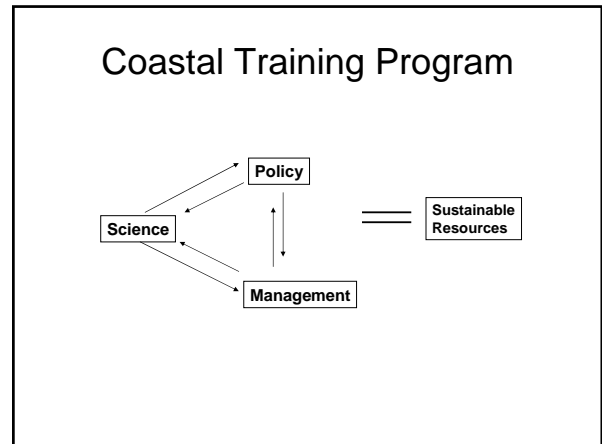 Coastal Training Program
Policy
Science
Management
Sustainable
Resources